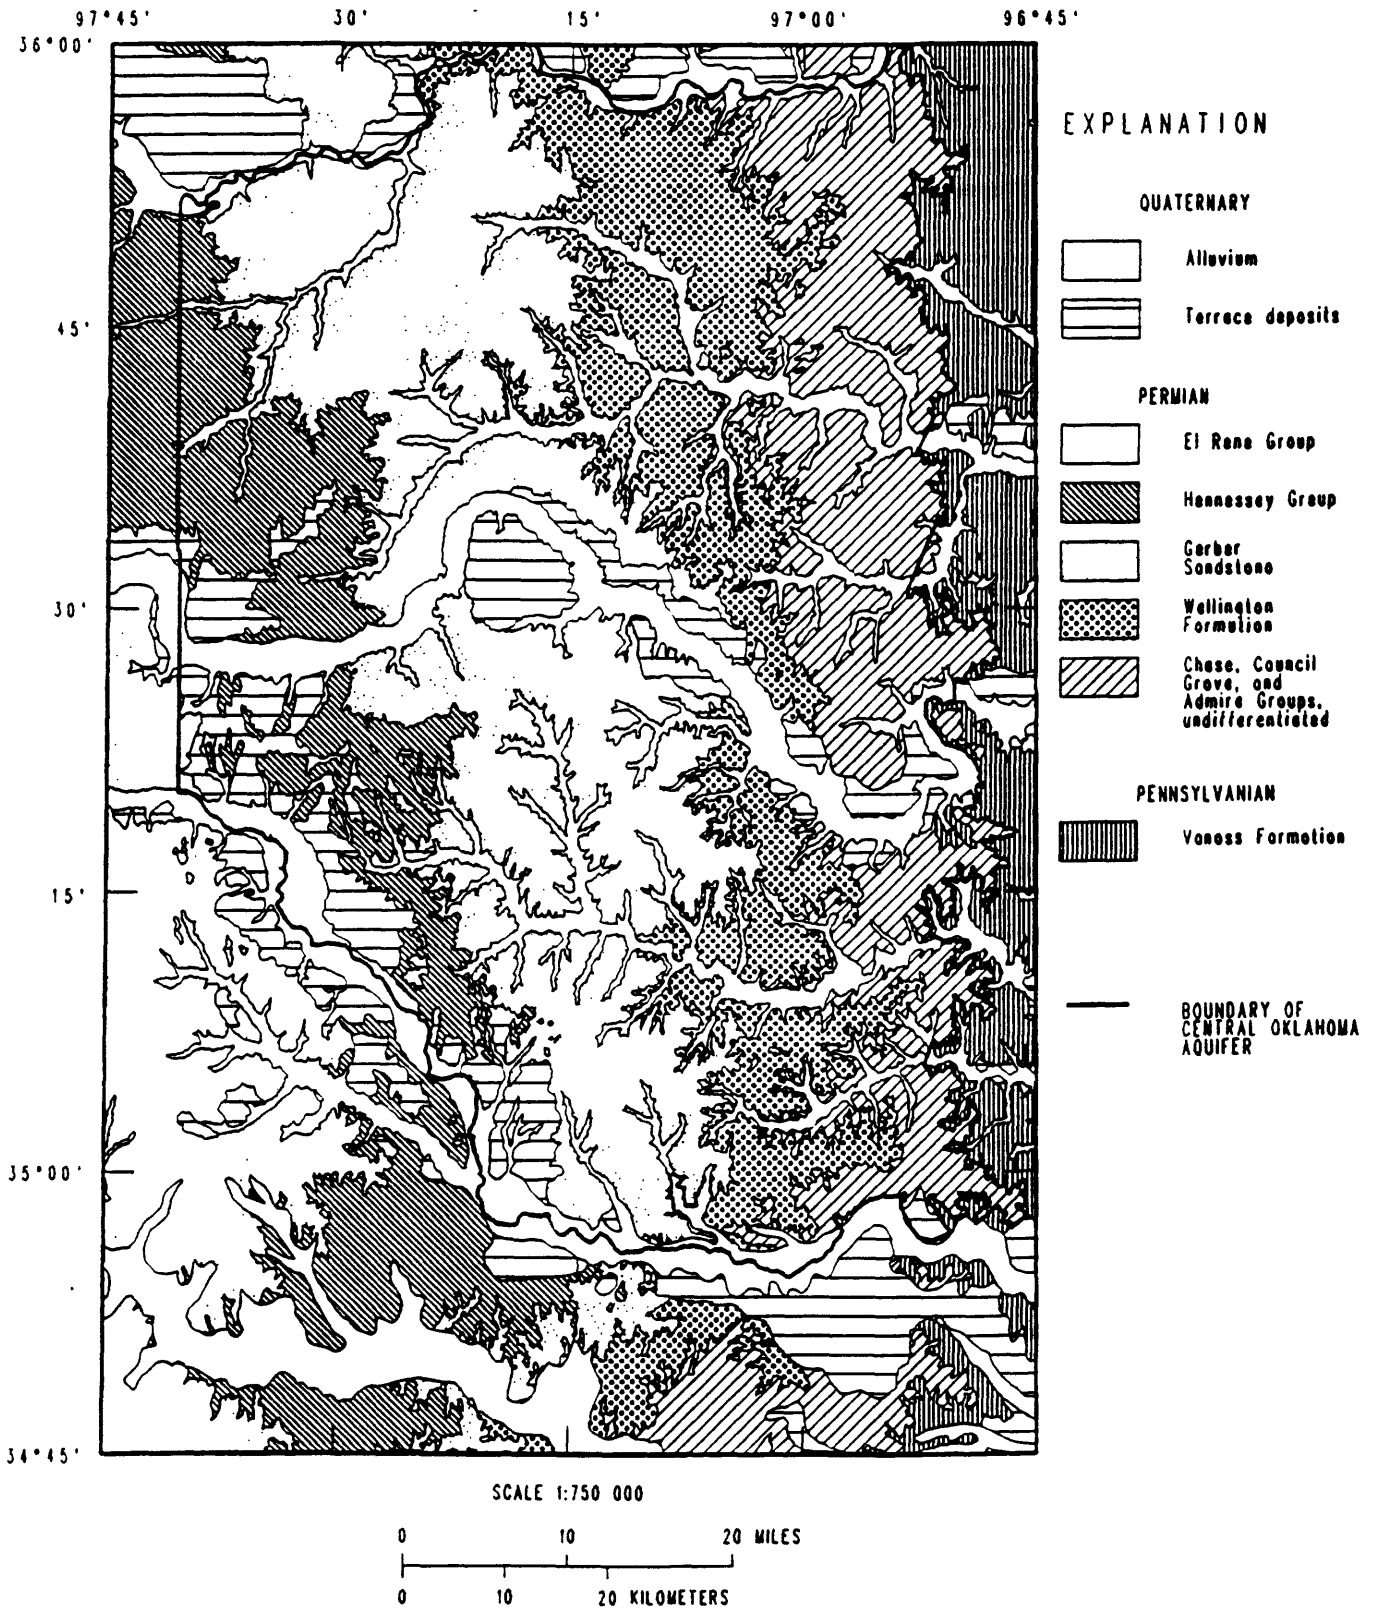 97°45' 30' 15' 97°00' 96°45'
36°00'
45'
30'
15'
35°00'
34°45'
EXPLANATION
QUATERNARY
Alluvium
Terrace deposits
PERMIAN
El Reno Group
Hennessey Group
Garber
Sandstone
Wellington
Formation
Chase, Council
Grove, and
Admire Groups,
undifferentiated
PENNSYLVANIAN
Vanoss Formation
BOUNDARY OF
CENTRAL OKLAHOMA
AQUIFER
SCALE 1:750 000
0 10 20 MILES
0 10 20 KILOMETERS